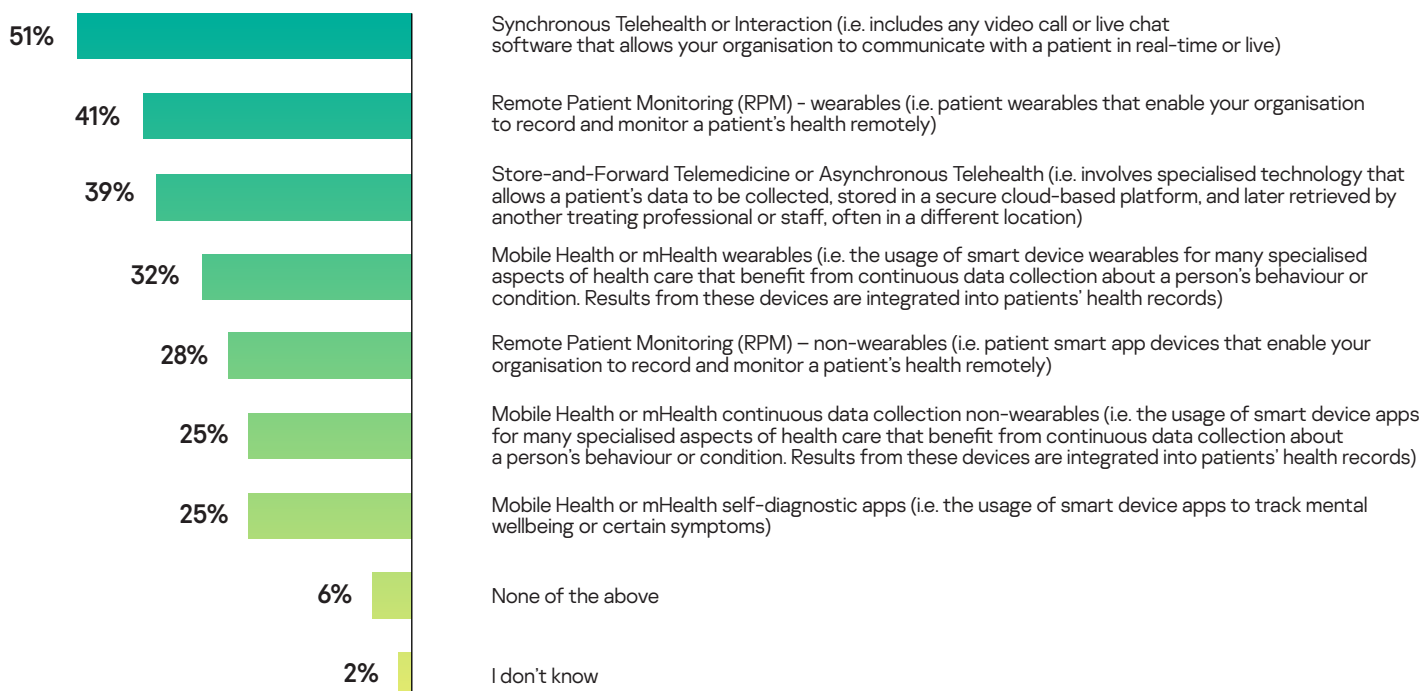 51%
Synchronous Telehealth or Interaction (i.e. includes any video call or live chat
software that allows your organisation to communicate with a patient in real-time or live)
41%
Remote Patient Monitoring (RPM) - wearables (i.e. patient wearables that enable your organisation
to record and monitor a patient's health remotely)
39%
Store-and-Forward Telemedicine or Asynchronous Telehealth (i.e. involves specialised technology that
allows a patient's data to be collected, stored in a secure cloud-based platform, and later retrieved by
another treating professional or staff, often in a different location)
32%
Mobile Health or mHealth wearables (i.e. the usage of smart device wearables for many specialised
aspects of health care that benefit from continuous data collection about a person's behaviour or
condition. Results from these devices are integrated into patients' health records)
28%
Remote Patient Monitoring (RPM) – non-wearables (i.e. patient smart app devices that enable your
organisation to record and monitor a patient's health remotely)
25%
Mobile Health or mHealth continuous data collection non-wearables (i.e. the usage of smart device apps
for many specialised aspects of health care that benefit from continuous data collection about
a person's behaviour or condition. Results from these devices are integrated into patients' health records)
25%
Mobile Health or mHealth self-diagnostic apps (i.e. the usage of smart device apps to track mental
wellbeing or certain symptoms)
6%
None of the above
2%
I don't know